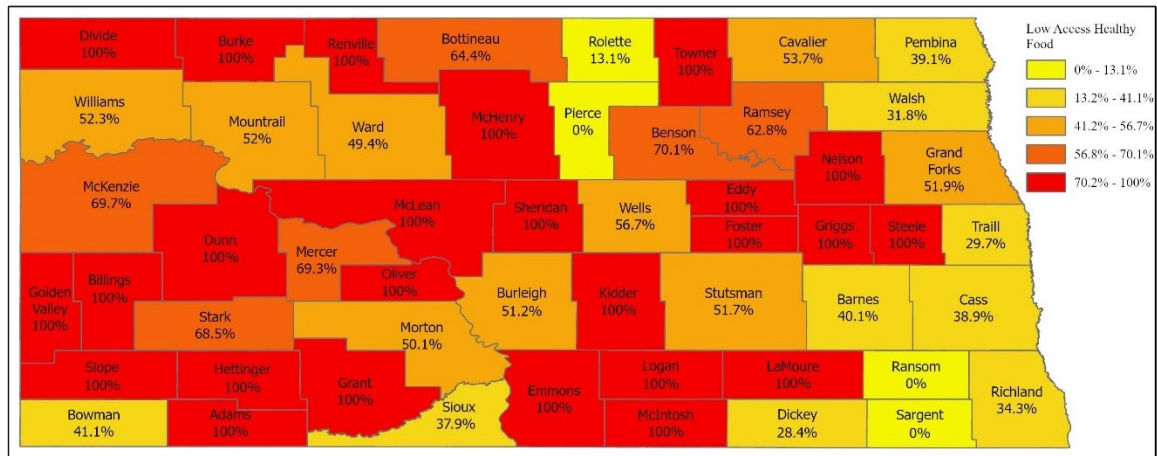 Divide
100%
Burke
100%
Renville
100%
Bottineau
64.4%
Rolette
13.1%
Towner
100%
Cavalier
53.7%
Pembina
39.1%
Williams
52.3%
Mountrail
52%
Ward
49.4%
McHenry
100%
Pierce
0%
Benson
70.1%
Ramsey
62.8%
Walsh
31.8%
Nelson
100%
Grand
Forks
51.9%
McKenzie
69.7%
Dunn
100%
McLean
100%
Mercer
69.3%
Oliver
100%
Sheridan
100%
Wells
56.7%
Eddy
100%
Foster
100%
Griggs
100%
Steele
100%
Traill
29.7%
Golden
Valley
100%
Billings
100%
Stark
68.5%
Morton
50.1%
Burleigh
51.2%
Kidder
100%
Stutsman
51.7%
Barnes
40.1%
Cass
38.9%
Slope
100%
Hettinger
100%
Grant
100%
Emmons
100%
Logan
100%
LaMoure
100%
Ransom
0%
Richland
34.3%
Bowman
41.1%
Adams
100%
Sioux
37.9%
McIntosh
100%
Dickey
28.4%
Sargent
0%
Low Access Healthy
Food
0% - 13.1%
13.2% - 41.1%
41.2% - 56.7%
56.8% - 70.1%
70.2% - 100%